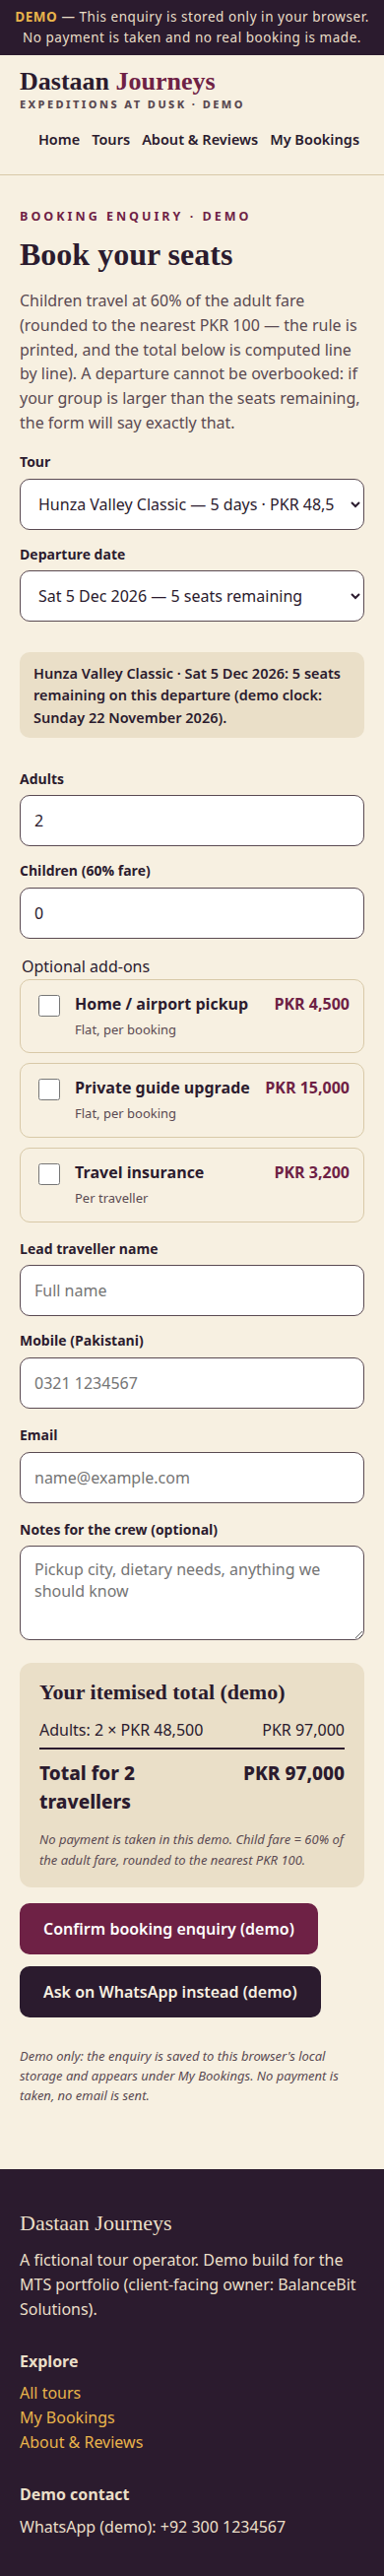 DEMO — This enquiry is stored only in your browser.
No payment is taken and no real booking is made.
Dastaan Journeys
EXPEDITIONS AT DUSK · DEMO
Home Tours About & Reviews My Bookings
BOOKING ENQUIRY · DEMO
Book your seats
Children travel at 60% of the adult fare
(rounded to the nearest PKR 100 — the rule is
printed, and the total below is computed line
by line). A departure cannot be overbooked: if
your group is larger than the seats remaining,
the form will say exactly that.
Tour
Hunza Valley Classic — 5 days · PKR 48,5
Departure date
Sat 5 Dec 2026 — 5 seats remaining
Hunza Valley Classic · Sat 5 Dec 2026: 5 seats
remaining on this departure (demo clock:
Sunday 22 November 2026).
Adults
2
Children (60% fare)
0
Optional add-ons
Home / airport pickup PKR 4,500
Flat, per booking
Private guide upgrade PKR 15,000
Flat, per booking
Travel insurance PKR 3,200
Per traveller
Lead traveller name
Full name
Mobile (Pakistani)
0321 1234567
Email
name@example.com
Notes for the crew (optional)
Pickup city, dietary needs, anything we
should know
Your itemised total (demo)
Adults: 2 × PKR 48,500 PKR 97,000
Total for 2 PKR 97,000
travellers
No payment is taken in this demo. Child fare = 60% of
the adult fare, rounded to the nearest PKR 100.
Confirm booking enquiry (demo)
Ask on WhatsApp instead (demo)
Demo only: the enquiry is saved to this browser's local
storage and appears under My Bookings. No payment is
taken, no email is sent.
Dastaan Journeys
A fictional tour operator. Demo build for the
MTS portfolio (client-facing owner: BalanceBit
Solutions).
Explore
All tours
My Bookings
About & Reviews
Demo contact
WhatsApp (demo): +92 300 1234567